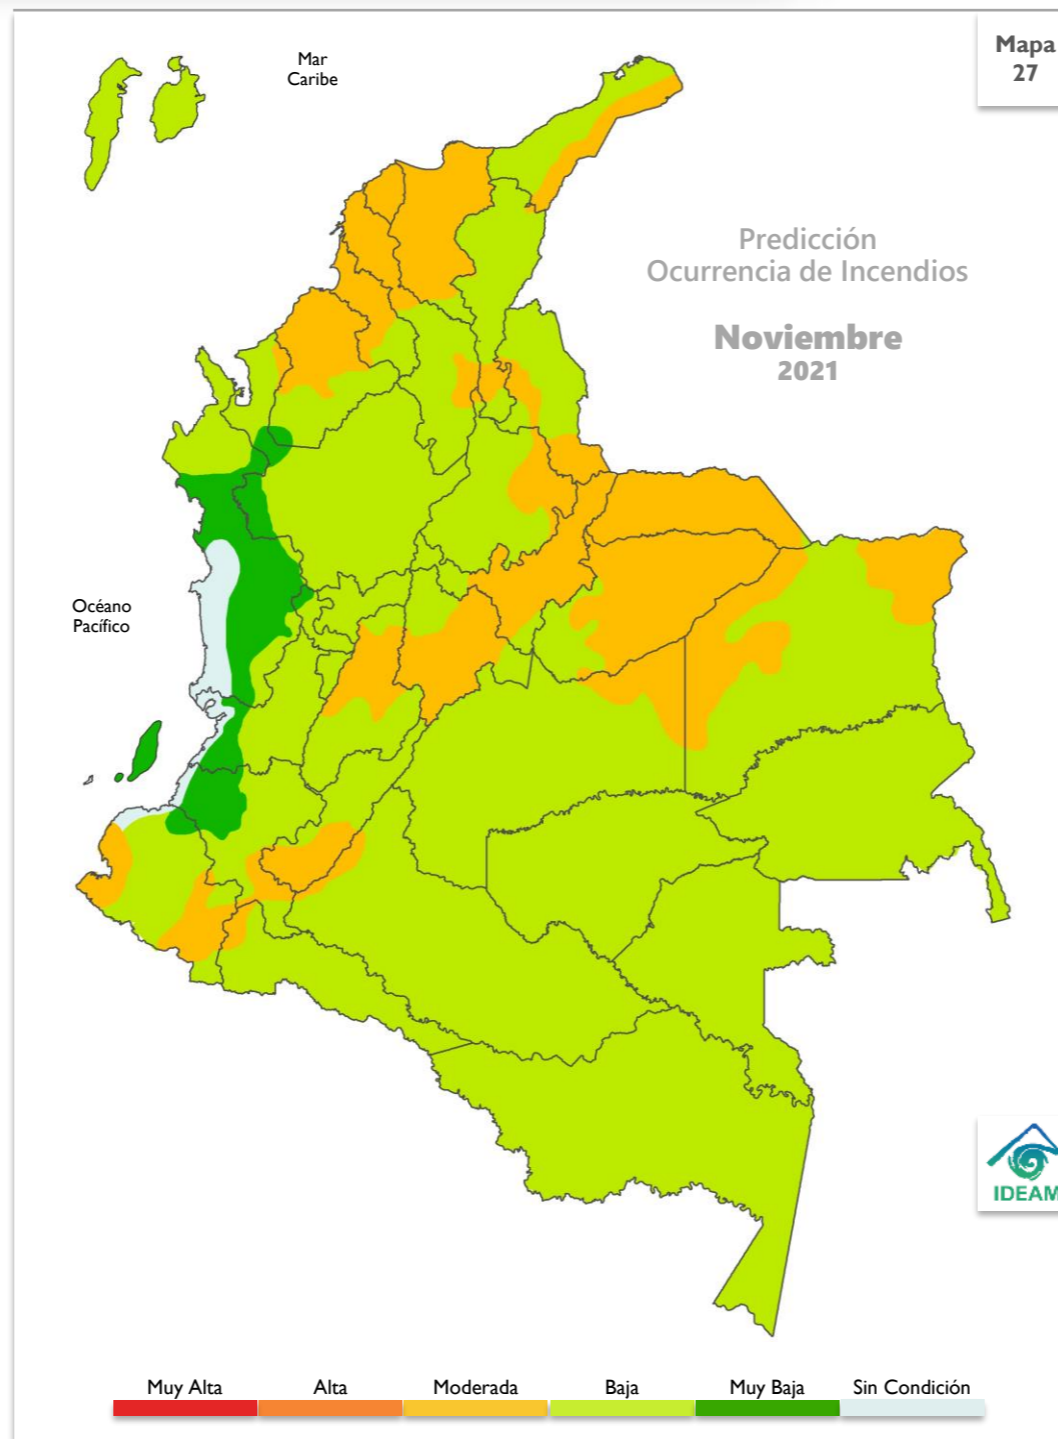 Mapa
27
Mar
Caribe
Predicción
Ocurrencia de Incendios
Noviembre
2021
Océano
Pacífico
IDEAM
Muy Alta
Alta
Moderada
Baja
Muy Baja
Sin Condición